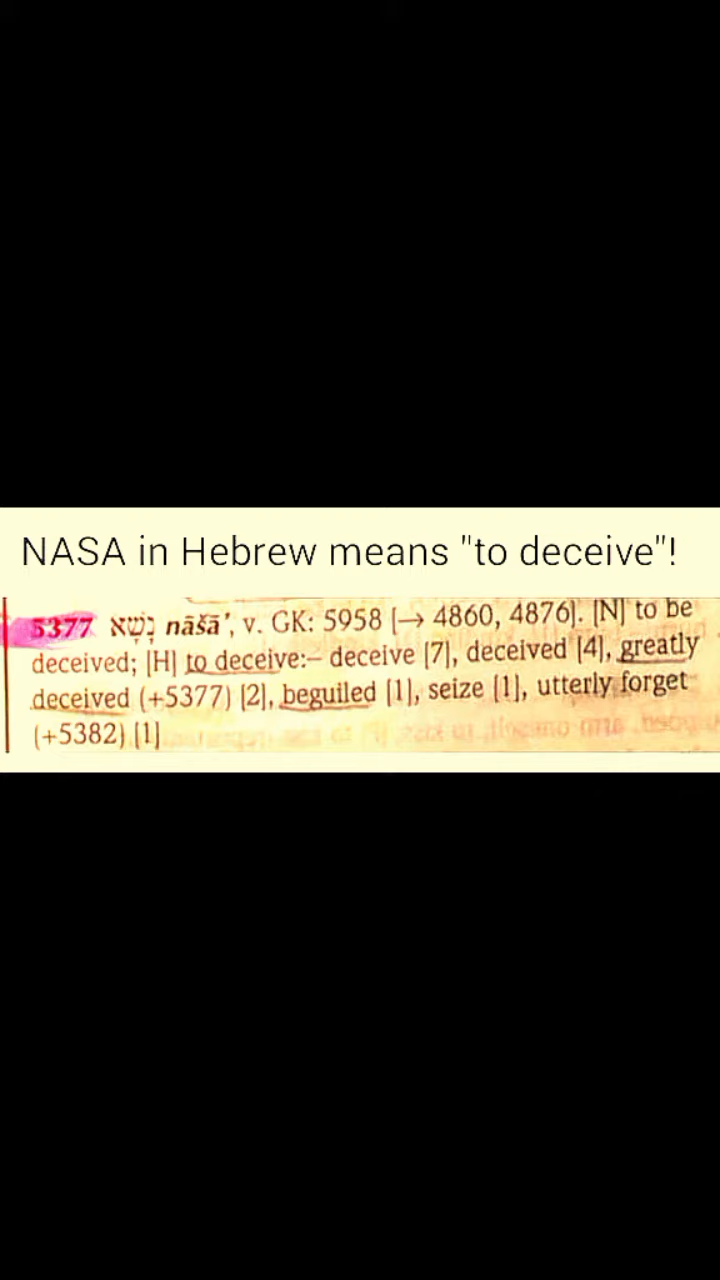 NASA in Hebrew means "to deceive"!
5377 נָשָׁא nāšā’, v. GK: 5958 [→ 4860, 4876]. [N] to be
deceived; [H] to deceive:– deceive [7], deceived [4], greatly
deceived (+5377) [2], beguiled [1], seize [1], utterly forget
(+5382) [1]